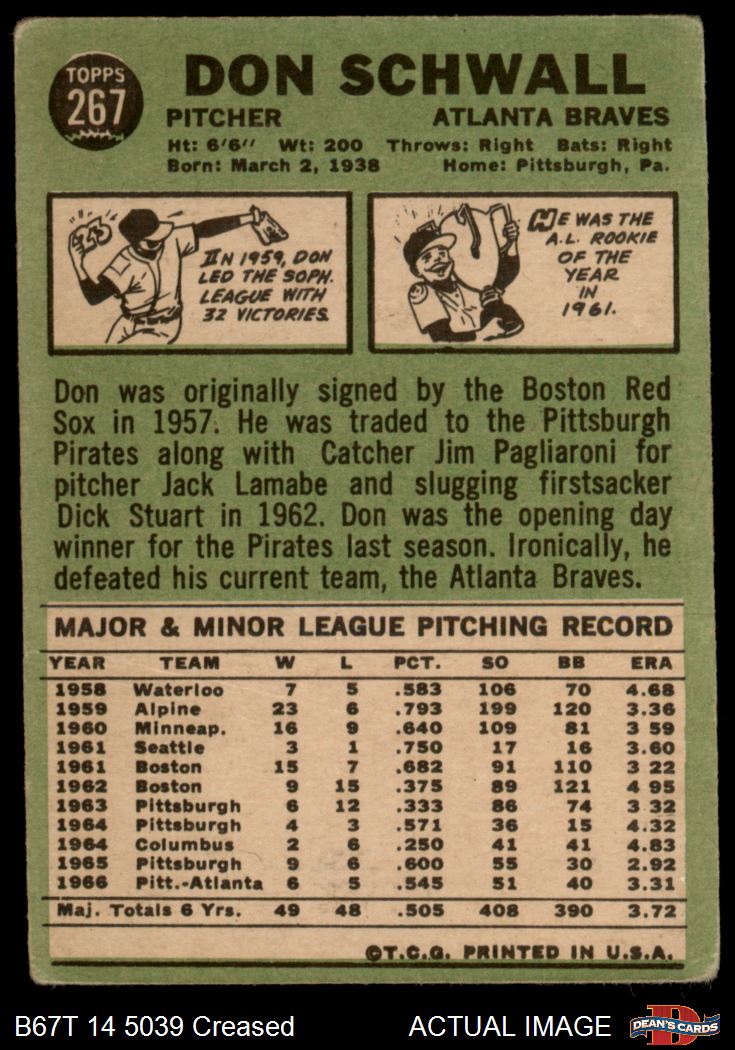 TOPPS
267
DON SCHWALL
PITCHER ATLANTA BRAVES
Ht: 6'6" Wt: 200 Throws: Right Bats: Right
Born: March 2, 1938 Home: Pittsburgh, Pa.
IN 1959, DON
LED THE SOPH.
LEAGUE WITH
32 VICTORIES.
23
HE WAS THE
A.L. ROOKIE
OF THE
YEAR
IN
1961.
Don was originally signed by the Boston Red
Sox in 1957. He was traded to the Pittsburgh
Pirates along with Catcher Jim Pagliaroni for
pitcher Jack Lamabe and slugging firstsacker
Dick Stuart in 1962. Don was the opening day
winner for the Pirates last season. Ironically, he
defeated his current team, the Atlanta Braves.
MAJOR & MINOR LEAGUE PITCHING RECORD
YEAR TEAM W L PCT. SO BB ERA
1958 Waterloo 7 5 .583 106 70 4.68
1959 Alpine 23 6 .793 199 120 3.36
1960 Minneap. 16 9 .640 109 81 3 59
1961 Seattle 3 1 .750 17 16 3.60
1961 Boston 15 7 .682 91 110 3 22
1962 Boston 9 15 .375 89 121 4 95
1963 Pittsburgh 6 12 .333 86 74 3 32
1964 Pittsburgh 4 3 .571 36 15 4.32
1964 Columbus 2 6 .250 41 41 4.83
1965 Pittsburgh 9 6 .600 55 30 2.92
1966 Pitt.-Atlanta 6 5 .545 51 40 3.31
Maj. Totals 6 Yrs. 49 48 .505 408 390 3.72
©T.C.G. PRINTED IN U.S.A.
B67T 14 5039 Creased ACTUAL IMAGE
D
DEAN'S CARDS